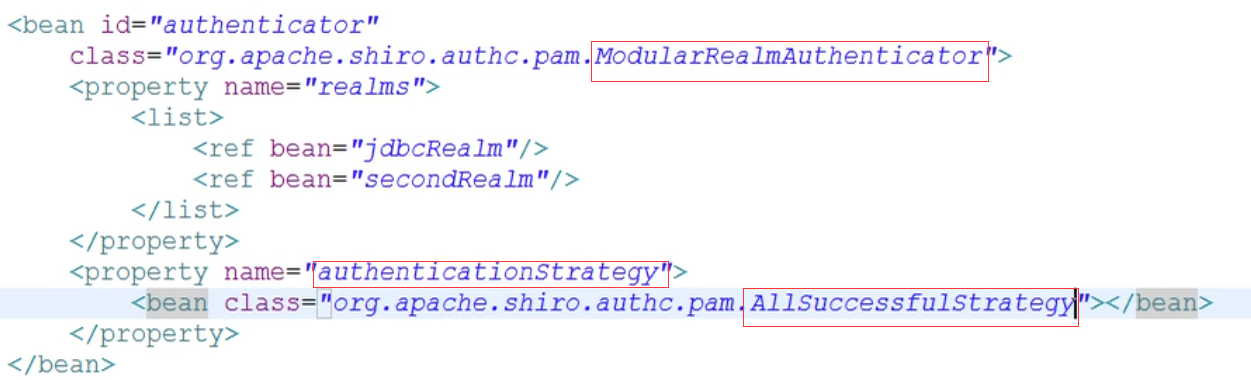 <bean id="authenticator"
class="org.apache.shiro.authc.pam.ModularRealmAuthenticator">
<property name="realms">
<list>
<ref bean="jdbcRealm"/>
<ref bean="secondRealm"/>
</list>
</property>
<property name="authenticationStrategy">
<bean class="org.apache.shiro.authc.pam.AllSuccessfulStrategy"></bean>
</property>
</bean>